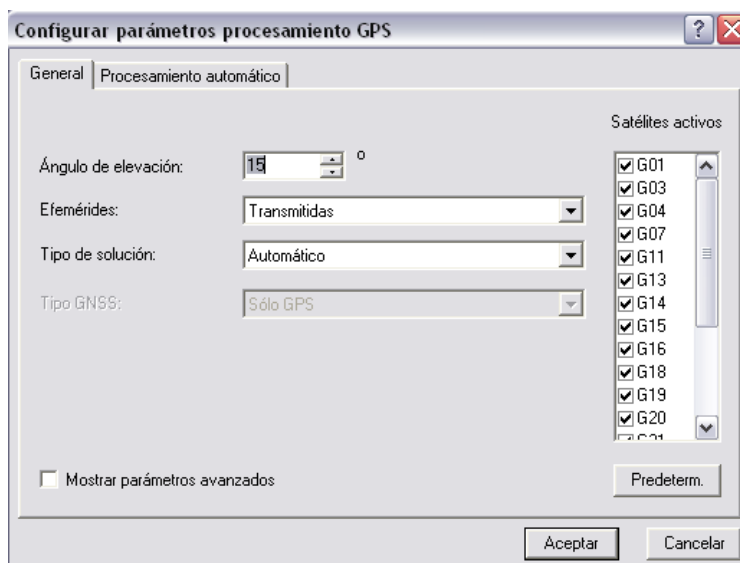 Configurar parámetros procesamiento GPS
General
Procesamiento automático
Satélites activos
Ángulo de elevación:
15
º
Efemérides:
Transmitidas
Tipo de solución:
Automático
Tipo GNSS:
Sólo GPS
G01
G03
G04
G07
G11
G13
G14
G15
G16
G18
G19
G20
G21
Mostrar parámetros avanzados
Predeterm.
Aceptar
Cancelar